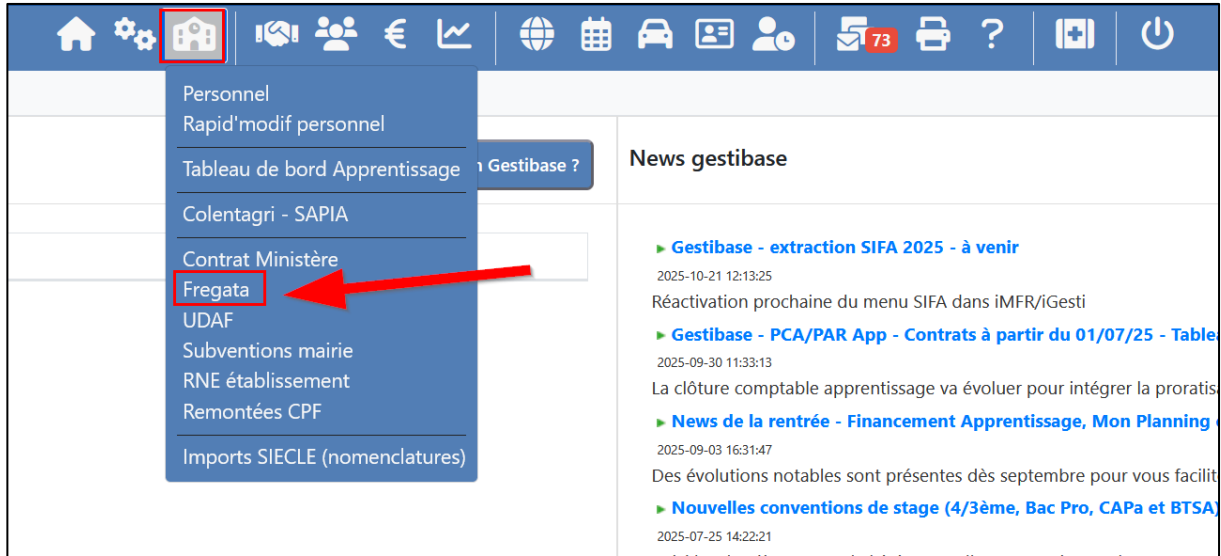 73
?
Personnel
Rapid'modif personnel
Tableau de bord Apprentissage
Colentagri - SAPIA
Contrat Ministère
Fregata
UDAF
Subventions mairie
RNE établissement
Remontées CPF
Imports SIECLE (nomenclatures)
Gestibase ?
News gestibase
Gestibase - extraction SIFA 2025 - à venir
2025-10-21 12:13:25
Réactivation prochaine du menu SIFA dans iMFR/iGesti
Gestibase - PCA/PAR App - Contrats à partir du 01/07/25 - Tablea
2025-09-30 11:33:13
La clôture comptable apprentissage va évoluer pour intégrer la proratisa
News de la rentrée - Financement Apprentissage, Mon Planning
2025-09-03 16:31:47
Des évolutions notables sont présentes dès septembre pour vous facilit
Nouvelles conventions de stage (4/3ème, Bac Pro, CAPa et BTSA)
2025-07-25 14:22:21